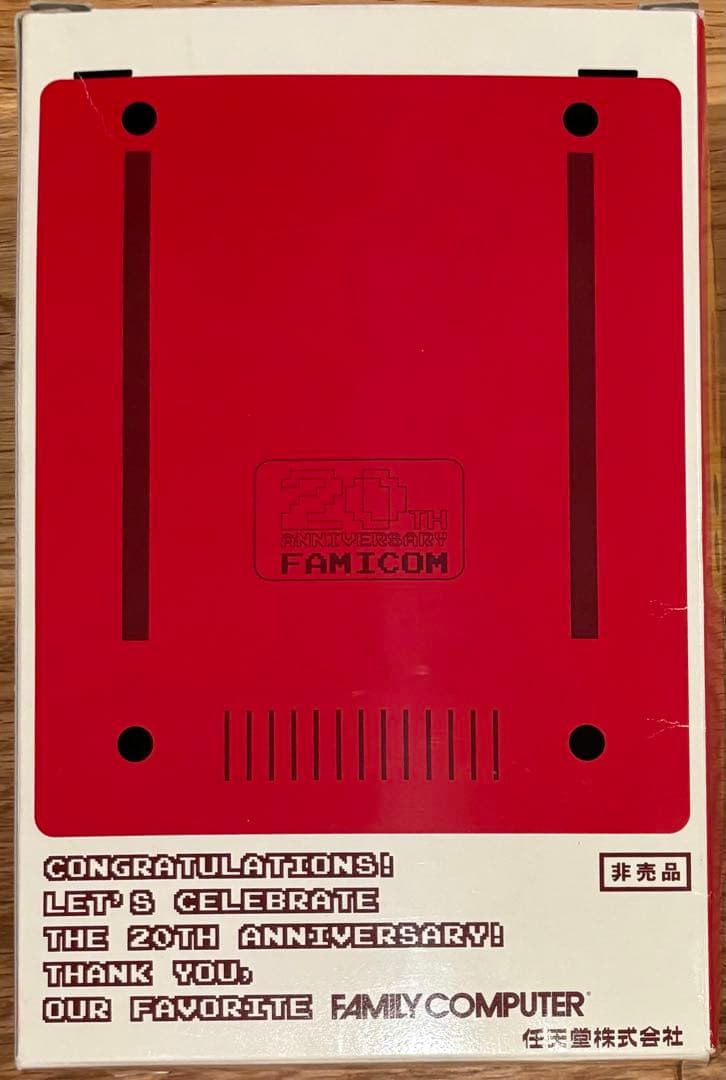 20TH
ANNIVERSARY
FAMICOM
CONGRATULATIONS!
LET'S CELEBRATE
THE 20TH ANNIVERSARY!
THANK YOU,
OUR FAVORITE FAMILY COMPUTER®
非売品
任天堂株式会社